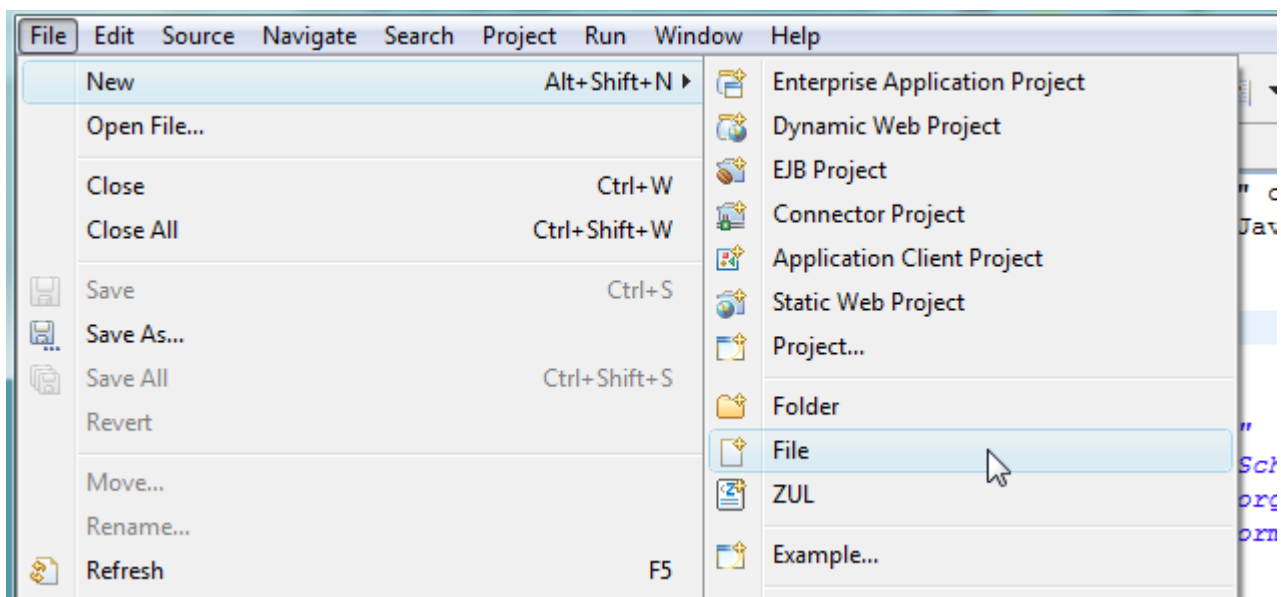 File Edit Source Navigate Search Project Run Window Help
New Alt+Shift+N
Open File...
Close Ctrl+W
Close All Ctrl+Shift+W
Save Ctrl+S
Save As...
Save All Ctrl+Shift+S
Revert
Move...
Rename...
Refresh F5
Enterprise Application Project
Dynamic Web Project
EJB Project
Connector Project
Application Client Project
Static Web Project
Project...
Folder
File
ZUL
Example...